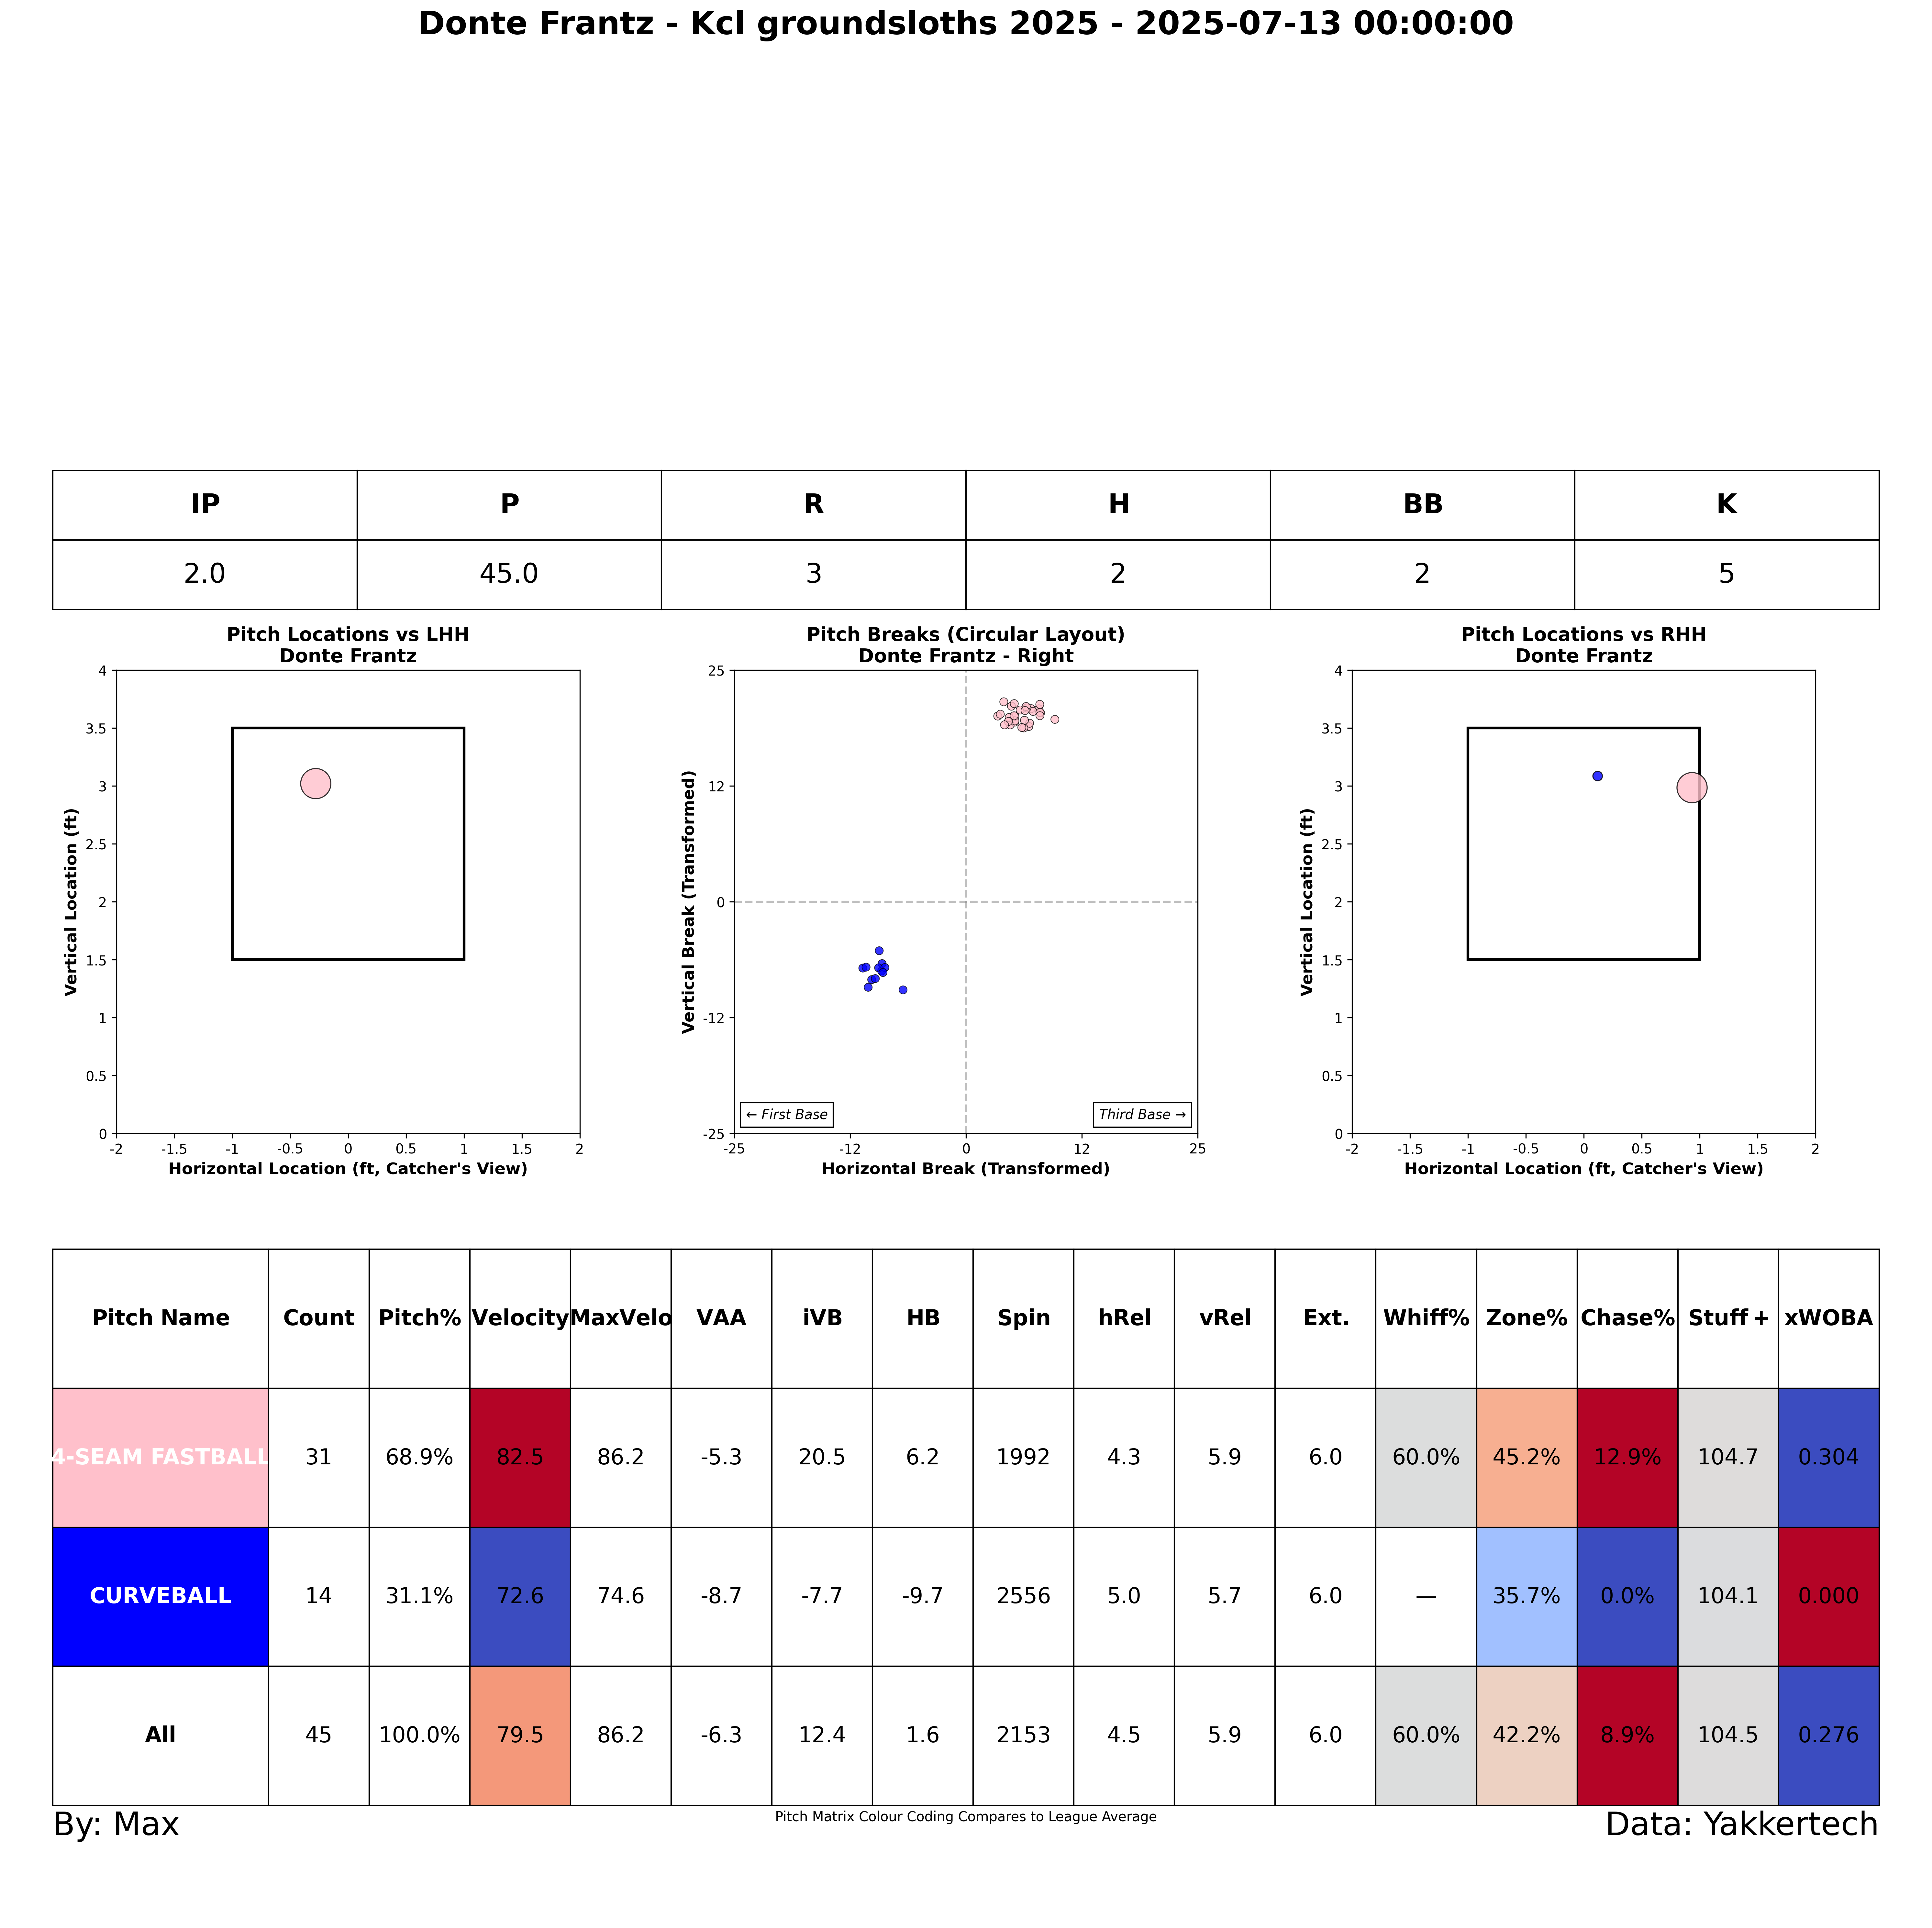 Donte Frantz - Kcl groundsloths 2025 - 2025-07-13 00:00:00
IP P R H BB K
2.0 45.0 3 2 2 5
Pitch Locations vs LHH
Donte Frantz
4
3.5
3
2.5
2
1.5
1
0.5
0
-2 -1.5 -1 -0.5 0 0.5 1 1.5 2
Vertical Location (ft)
Horizontal Location (ft, Catcher's View)
Pitch Breaks (Circular Layout)
Donte Frantz - Right
25
12
0
-12
-25
-25 -12 0 12 25
← First Base
Third Base →
Vertical Break (Transformed)
Horizontal Break (Transformed)
Pitch Locations vs RHH
Donte Frantz
4
3.5
3
2.5
2
1.5
1
0.5
0
-2 -1.5 -1 -0.5 0 0.5 1 1.5 2
Vertical Location (ft)
Horizontal Location (ft, Catcher's View)
Pitch Name Count Pitch% Velocity MaxVelo VAA iVB HB Spin hRel vRel Ext. Whiff% Zone% Chase% Stuff+ xWOBA
4-SEAM FASTBALL 31 68.9% 82.5 86.2 -5.3 20.5 6.2 1992 4.3 5.9 6.0 60.0% 45.2% 12.9% 104.7 0.304
CURVEBALL 14 31.1% 72.6 74.6 -8.7 -7.7 -9.7 2556 5.0 5.7 6.0 — 35.7% 0.0% 104.1 0.000
All 45 100.0% 79.5 86.2 -6.3 12.4 1.6 2153 4.5 5.9 6.0 60.0% 42.2% 8.9% 104.5 0.276
By: Max
Pitch Matrix Colour Coding Compares to League Average
Data: Yakkertech